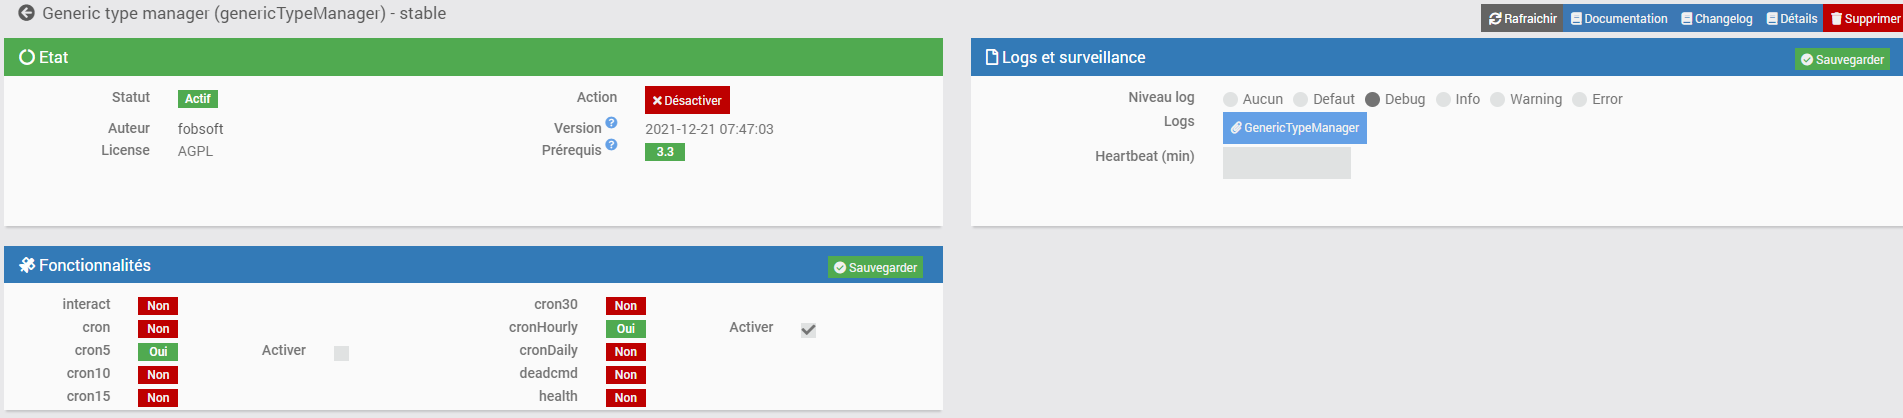 Generic type manager (genericTypeManager) - stable
Rafraichir Documentation Changelog Détails Supprimer
Etat
Statut Actif Action Désactiver
Auteur fobsoft Version 2021-12-21 07:47:03
License AGPL Prérequis 3.3
Logs et surveillance Sauvegarder
Niveau log Aucun Defaut Debug Info Warning Error
Logs GenericTypeManager
Heartbeat (min)
Fonctionnalités Sauvegarder
interact Non cron30 Non
cron Non cronHourly Oui Activer
cron5 Oui Activer cronDaily Non
cron10 Non deadcmd Non
cron15 Non health Non